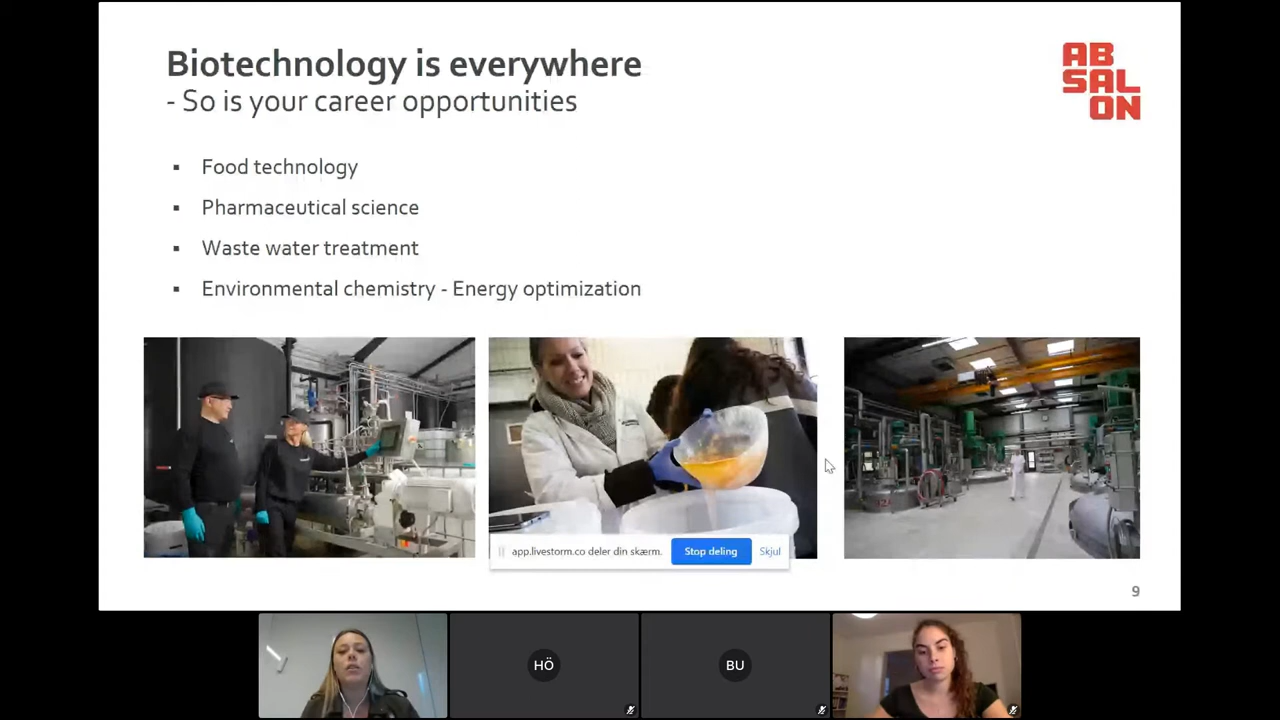 Biotechnology is everywhere
- So is your career opportunities
AB
SAL
ON
▪ Food technology
▪ Pharmaceutical science
▪ Waste water treatment
▪ Environmental chemistry - Energy optimization
app.livestorm.co deler din skærm.
Stop deling
Skjul
9
HÖ
BU